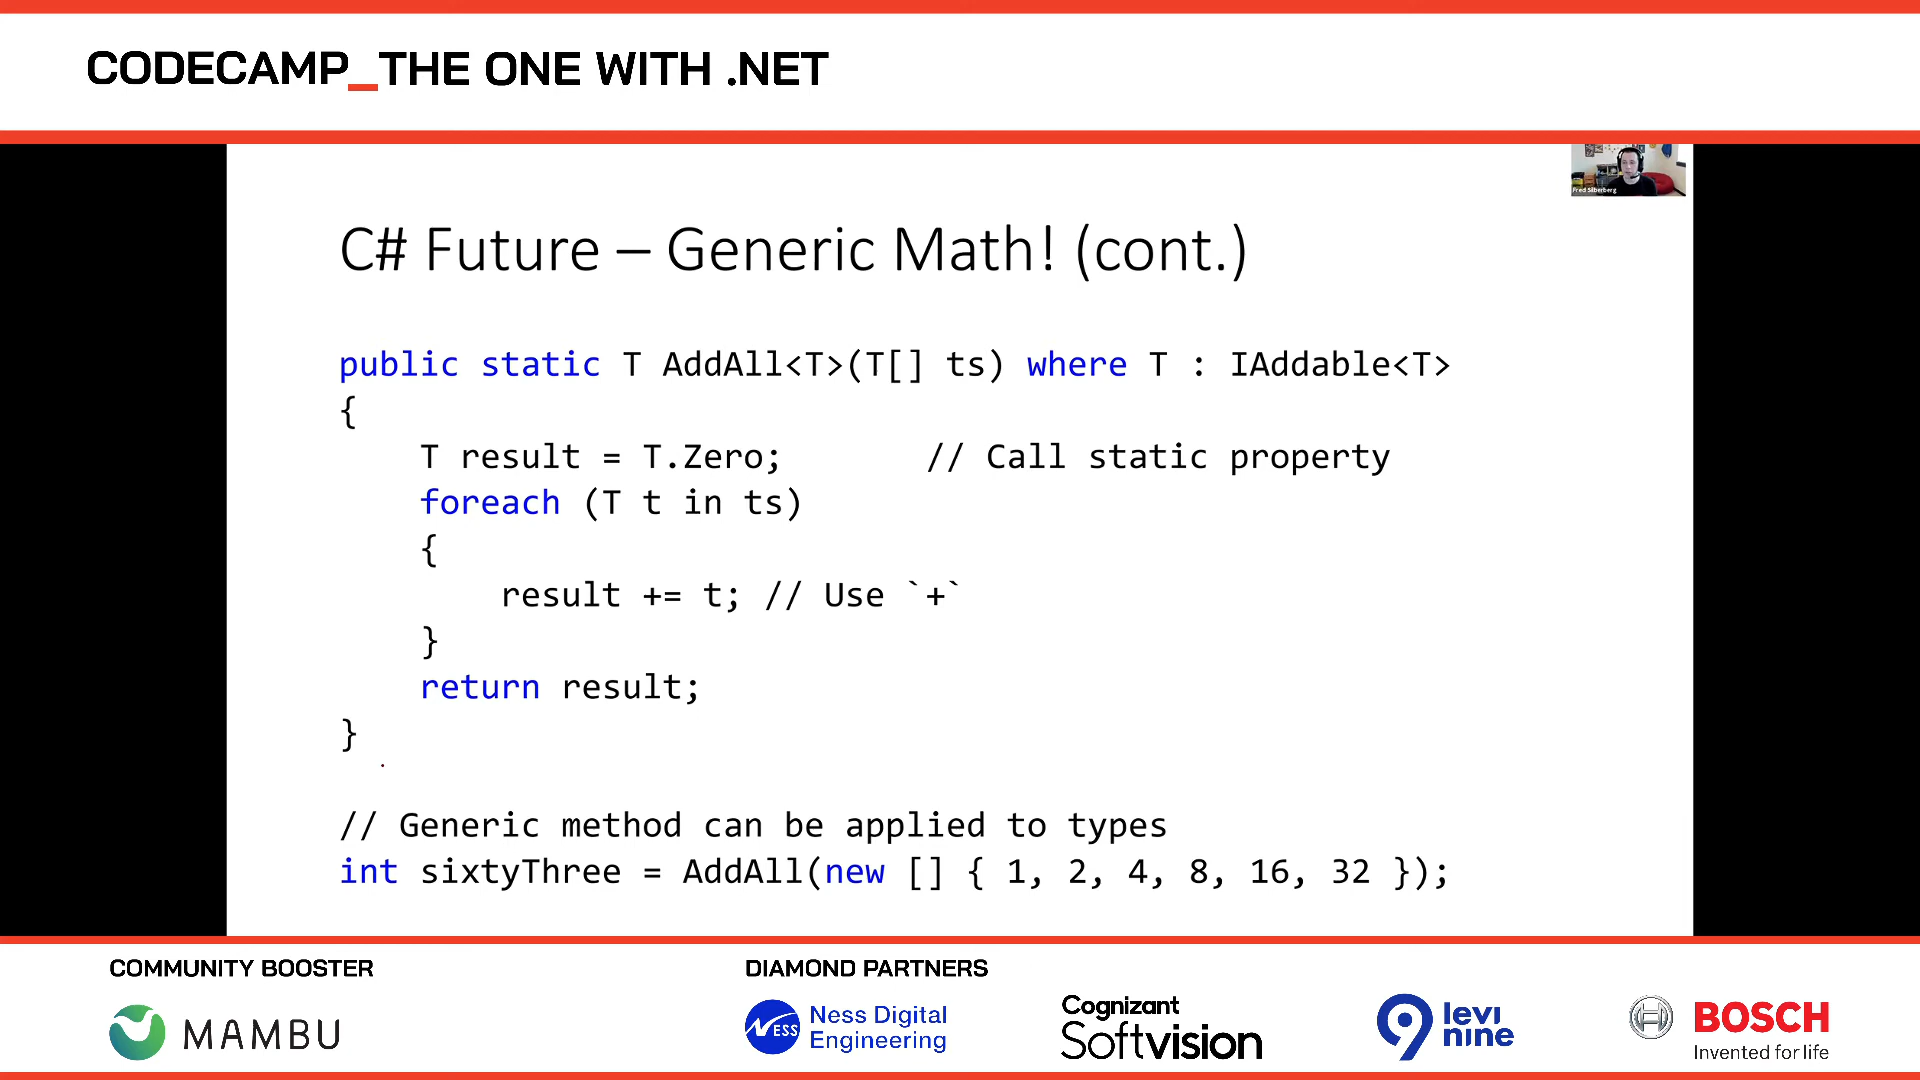 CODECAMP_THE ONE WITH .NET
Fred Silberberg
C# Future – Generic Math! (cont.)
public static T AddAll<T>(T[] ts) where T : IAddable<T>
{
    T result = T.Zero;       // Call static property
    foreach (T t in ts)
    {
        result += t; // Use `+`
    }
    return result;
}
// Generic method can be applied to types
int sixtyThree = AddAll(new [] { 1, 2, 4, 8, 16, 32 });
COMMUNITY BOOSTER
MAMBU
DIAMOND PARTNERS
NESS
Ness Digital
Engineering
Cognizant
Softvision
levi
nine
BOSCH
Invented for life